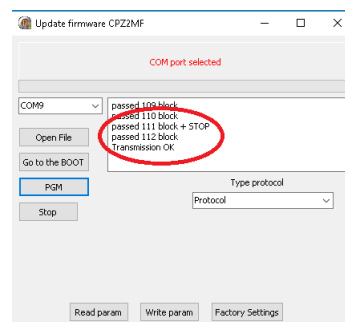 Update firmware CPZ2MF
COM port selected
COM9
passed 109 block
passed 110 block
passed 111 block + STOP
passed 112 block
Transmission OK
Open File
Go to the BOOT
PGM
Stop
Type protocol
Protocol
Read param
Write param
Factory Settings